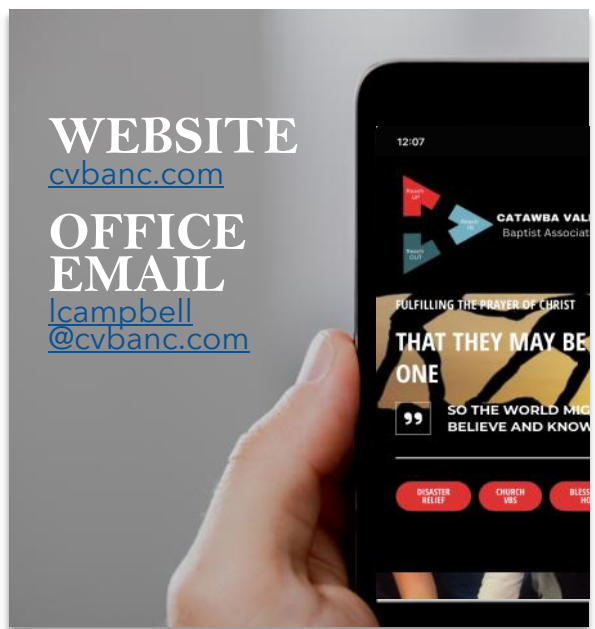 WEBSITE
cvbanc.com
OFFICE
EMAIL
lcampbell
@cvbanc.com
12:07
Reach
UP
Reach
IN
Reach
OUT
CATAWBA VAL
Baptist Associat
FULFILLING THE PRAYER OF CHRIST
THAT THEY MAY BE
ONE
SO THE WORLD MIG
BELIEVE AND KNOW
DISASTER
RELIEF
CHURCH
VBS
BLESS
HO